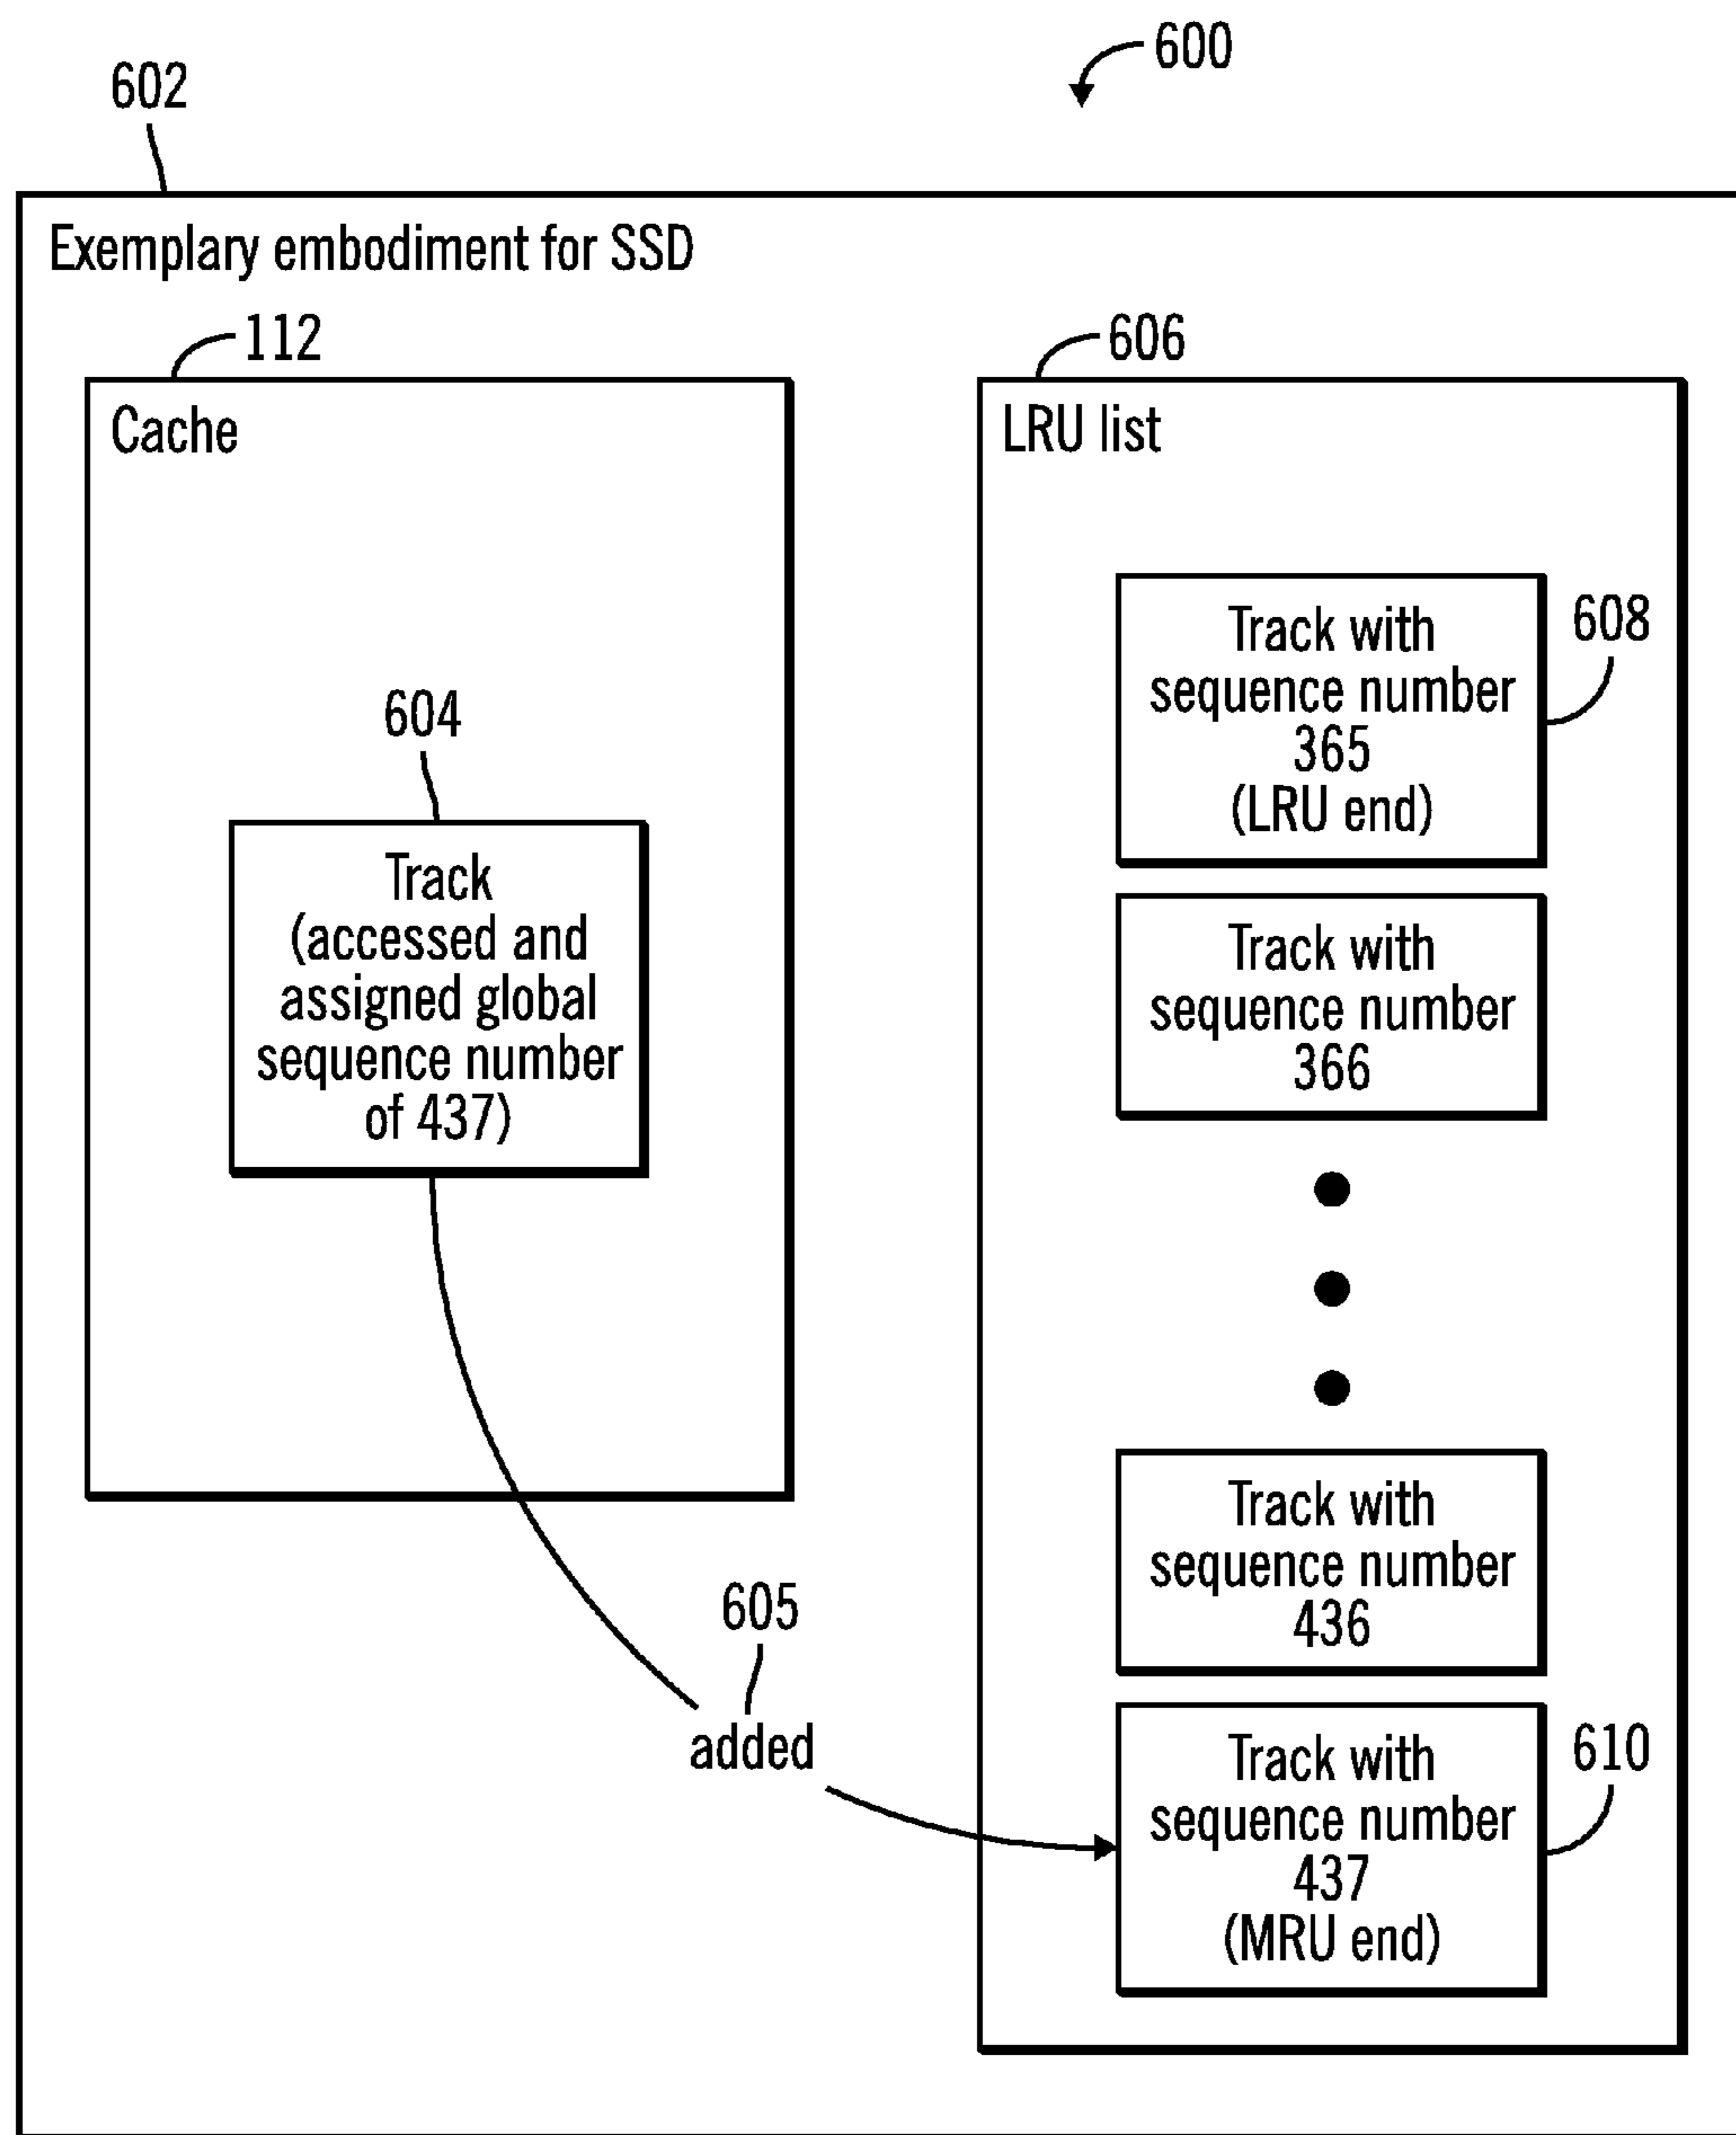 600
602
Exemplary embodiment for SSD
112
Cache
604
Track
(accessed and
assigned global
sequence number
of 437)
605
added
606
LRU list
608
Track with
sequence number
365
(LRU end)
Track with
sequence number
366
Track with
sequence number
436
610
Track with
sequence number
437
(MRU end)